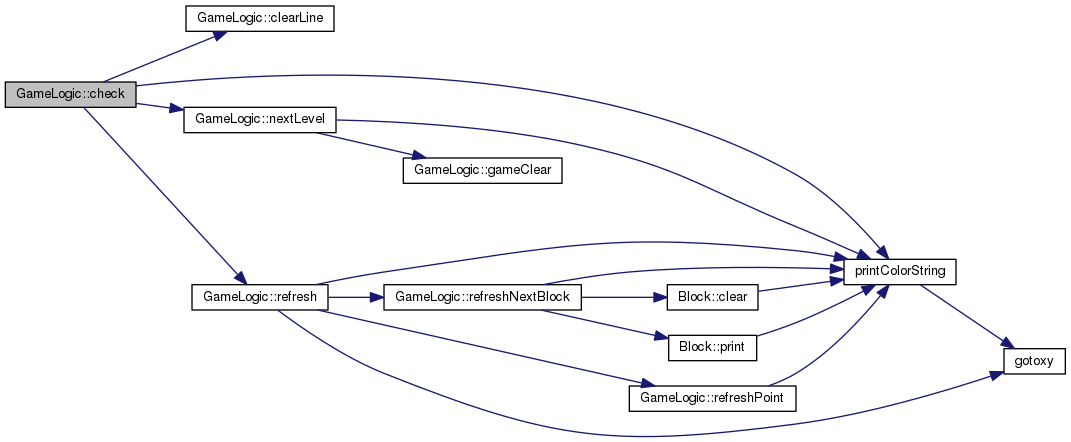 GameLogic::clearLine
GameLogic::check
GameLogic::nextLevel
GameLogic::gameClear
printColorString
GameLogic::refresh
GameLogic::refreshNextBlock
Block::clear
Block::print
gotoxy
GameLogic::refreshPoint